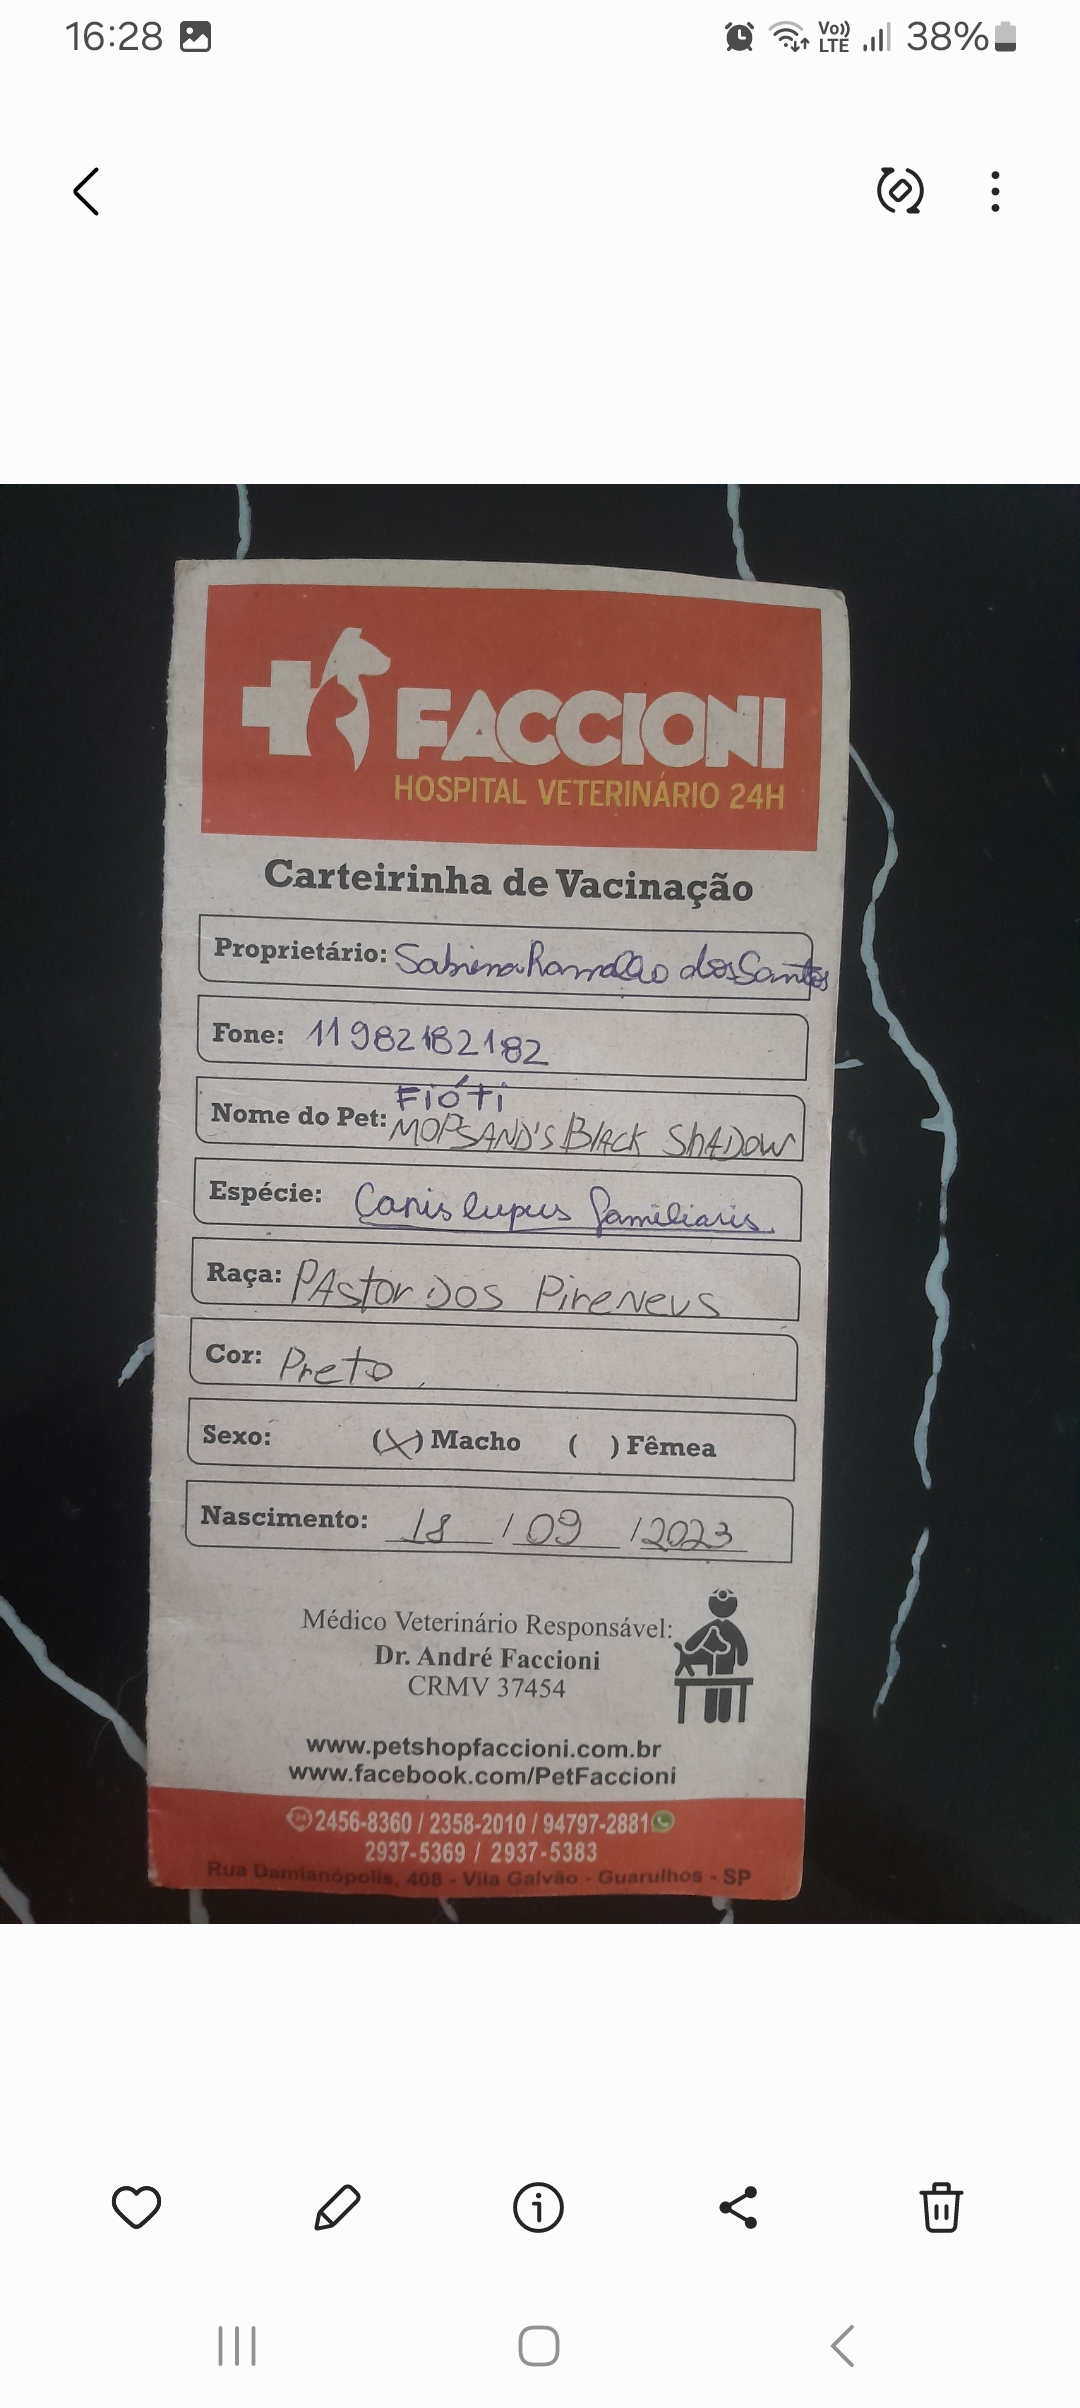 16:28
Vo)) LTE 38%
FACCIONI
HOSPITAL VETERINÁRIO 24H
Carteirinha de Vacinação
Proprietário: Sabrina Ramalho dos Santos
Fone: 11982182182
Fióti
Nome do Pet: MOPSAND'S BLACK ShADOW
Espécie: Canis lupus familiaris
Raça: PAstor DOS PireNeus
Cor: Preto
Sexo: (X) Macho ( ) Fêmea
Nascimento: 18 / 09 / 2023
Médico Veterinário Responsável:
Dr. André Faccioni
CRMV 37454
www.petshopfaccioni.com.br
www.facebook.com/PetFaccioni
24 2456-8360 / 2358-2010 / 94797-2881
2937-5369 / 2937-5383
Rua Damianópolis, 408 - Vila Galvão - Guarulhos - SP